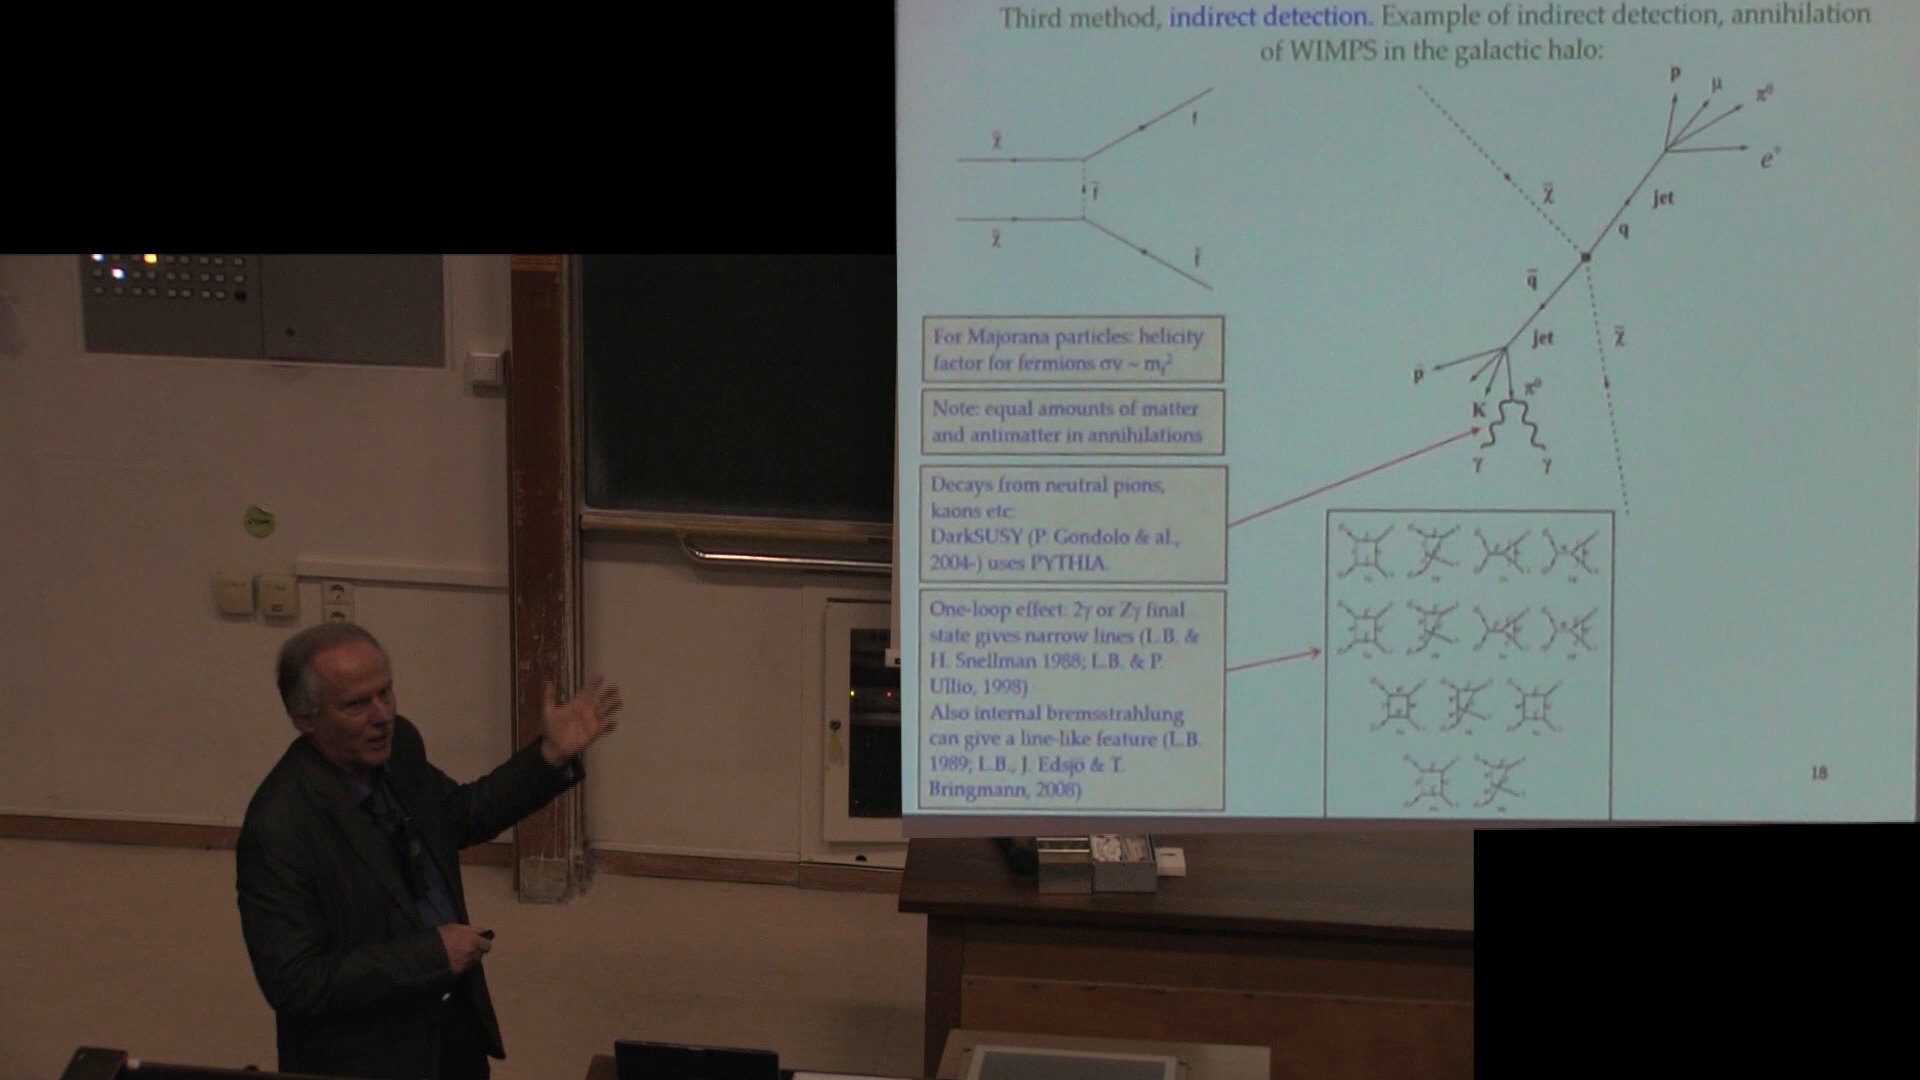 Third method, indirect detection. Example of indirect detection, annihilation
of WIMPS in the galactic halo:
p
μ
π⁰
e⁺
jet
q
q̄
jet
p
K
π⁰
γ
γ
For Majorana particles: helicity
factor for fermions σv ~ m_f²
Note: equal amounts of matter
and antimatter in annihilations
Decays from neutral pions,
kaons etc:
DarkSUSY (P. Gondolo & al.,
2004-) uses PYTHIA.
One-loop effect: 2γ or Zγ final
state gives narrow lines (L.B. &
H. Snellman 1988; L.B. & P.
Ullio, 1998)
Also internal bremsstrahlung
can give a line-like feature (L.B.
1989; L.B., J. Edsjö & T.
Bringmann, 2008)
18